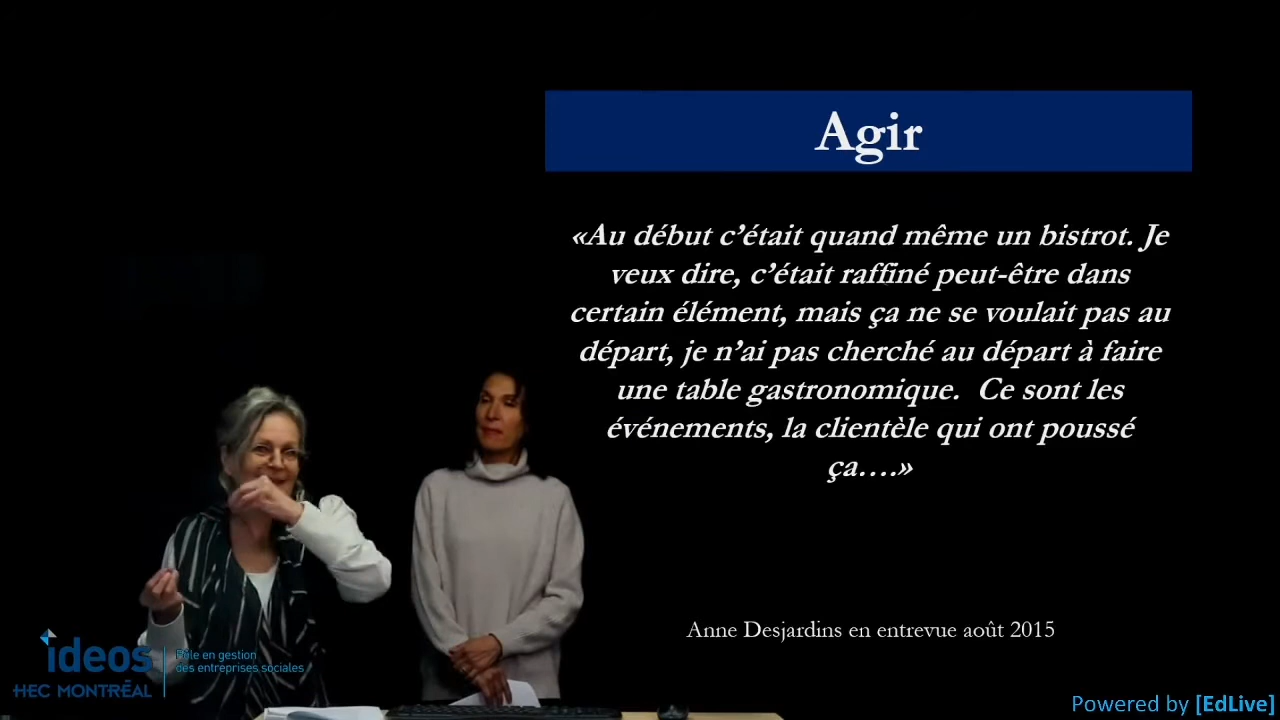 Agir
«Au début c’était quand même un bistrot. Je
veux dire, c’était raffiné peut-être dans
certain élément, mais ça ne se voulait pas au
départ, je n’ai pas cherché au départ à faire
une table gastronomique.  Ce sont les
événements, la clientèle qui ont poussé
ça….»
Anne Desjardins en entrevue août 2015
ideos
Pôle en gestion
des entreprises sociales
HEC MONTRÉAL
Powered by [EdLive]